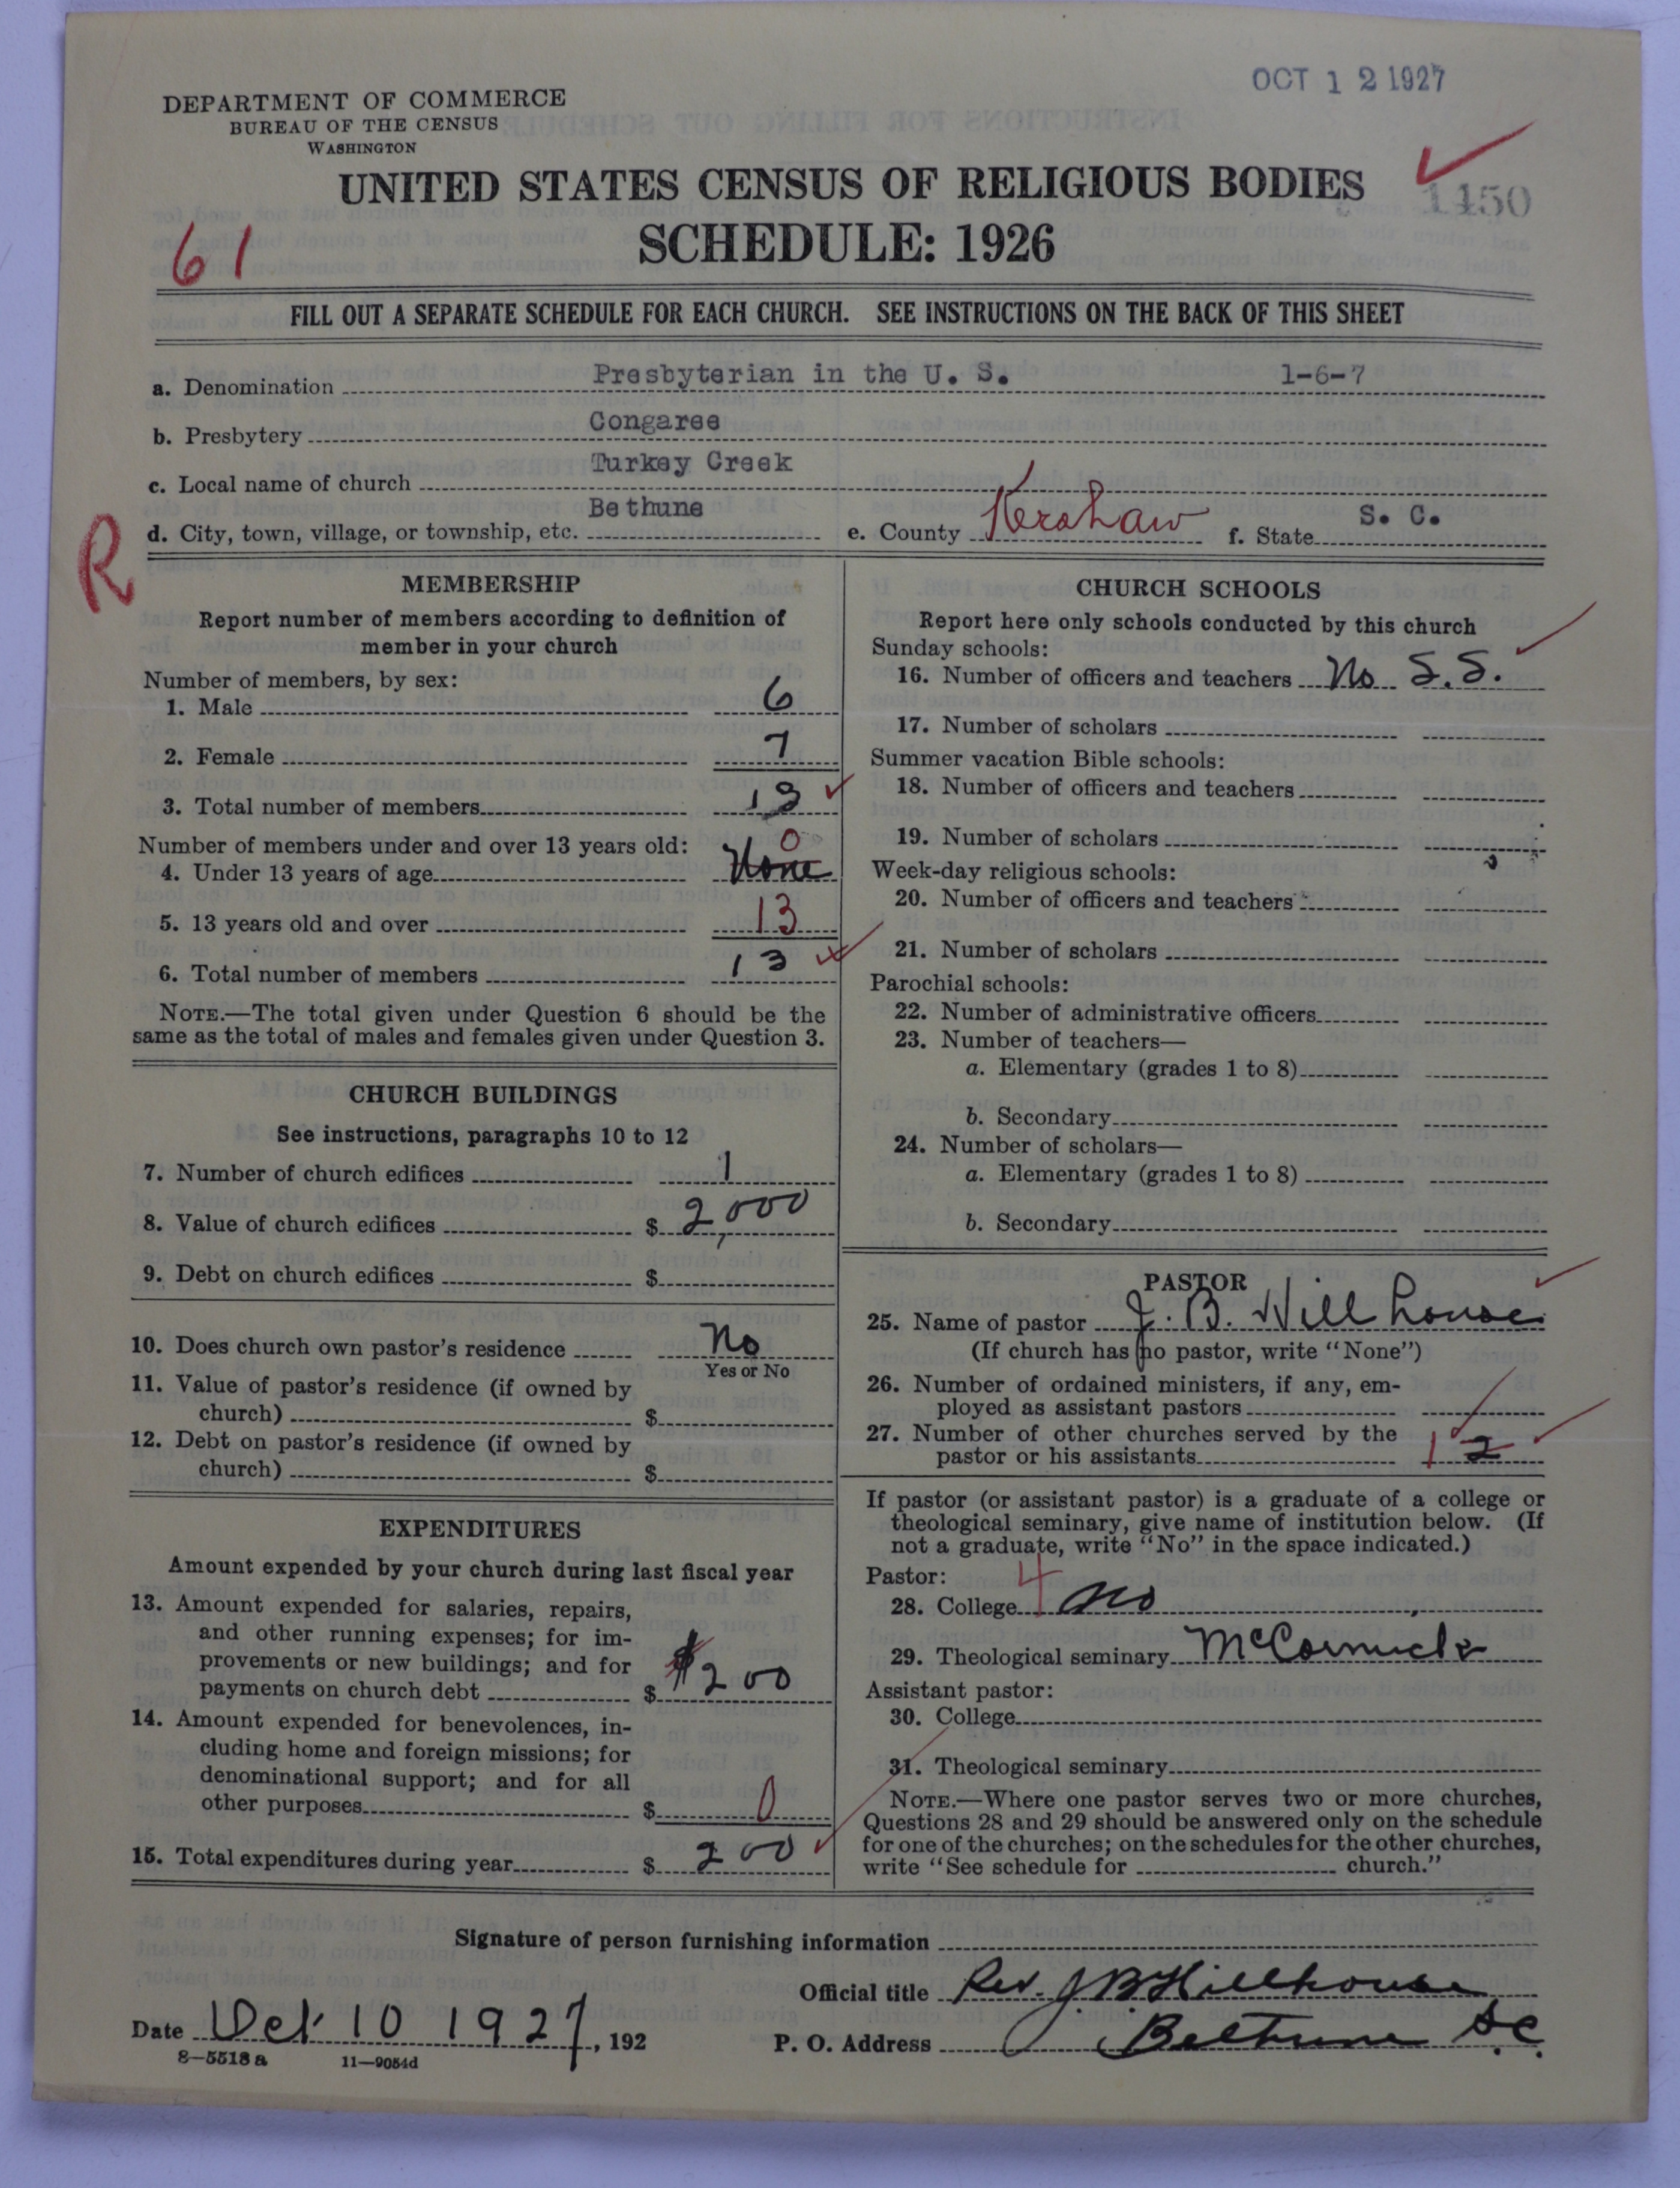 OCT 12 1927
DEPARTMENT OF COMMERCE
BUREAU OF THE CENSUS
WASHINGTON
UNITED STATES CENSUS OF RELIGIOUS BODIES
1450
SCHEDULE: 1926
61
FILL OUT A SEPARATE SCHEDULE FOR EACH CHURCH. SEE INSTRUCTIONS ON THE BACK OF THIS SHEET
a. Denomination Presbyterian in the U. S. 1-6-7
b. Presbytery Congaree
c. Local name of church Turkey Creek
d. City, town, village, or township, etc. Bethune e. County Kershaw f. State S. C.
R
MEMBERSHIP
Report number of members according to definition of
member in your church
Number of members, by sex:
1. Male 6
2. Female 7
3. Total number of members 13
Number of members under and over 13 years old:
4. Under 13 years of age None 0
5. 13 years old and over 13
6. Total number of members 13
NOTE.—The total given under Question 6 should be the
same as the total of males and females given under Question 3.
CHURCH BUILDINGS
See instructions, paragraphs 10 to 12
7. Number of church edifices 1
8. Value of church edifices $ 2,000
9. Debt on church edifices $
10. Does church own pastor's residence No
Yes or No
11. Value of pastor's residence (if owned by
church) $
12. Debt on pastor's residence (if owned by
church) $
EXPENDITURES
Amount expended by your church during last fiscal year
13. Amount expended for salaries, repairs,
and other running expenses; for im-
provements or new buildings; and for
payments on church debt $ $200
14. Amount expended for benevolences, in-
cluding home and foreign missions; for
denominational support; and for all
other purposes $ 0
15. Total expenditures during year $ 200
CHURCH SCHOOLS
Report here only schools conducted by this church
Sunday schools:
16. Number of officers and teachers No S.S.
17. Number of scholars
Summer vacation Bible schools:
18. Number of officers and teachers
19. Number of scholars
Week-day religious schools:
20. Number of officers and teachers
21. Number of scholars
Parochial schools:
22. Number of administrative officers
23. Number of teachers—
a. Elementary (grades 1 to 8)
b. Secondary
24. Number of scholars—
a. Elementary (grades 1 to 8)
b. Secondary
PASTOR
25. Name of pastor J. B. Hillhouse
(If church has no pastor, write "None")
26. Number of ordained ministers, if any, em-
ployed as assistant pastors
27. Number of other churches served by the
pastor or his assistants 1 2
If pastor (or assistant pastor) is a graduate of a college or
theological seminary, give name of institution below. (If
not a graduate, write "No" in the space indicated.)
Pastor: 4
28. College no
29. Theological seminary McCormick
Assistant pastor:
30. College
31. Theological seminary
NOTE.—Where one pastor serves two or more churches,
Questions 28 and 29 should be answered only on the schedule
for one of the churches; on the schedules for the other churches,
write "See schedule for church."
Signature of person furnishing information
Official title Rev. J B Hillhouse
Date Oct 10 1927, 192 P. O. Address Bethune S.C.
8—5518 a 11—9054d